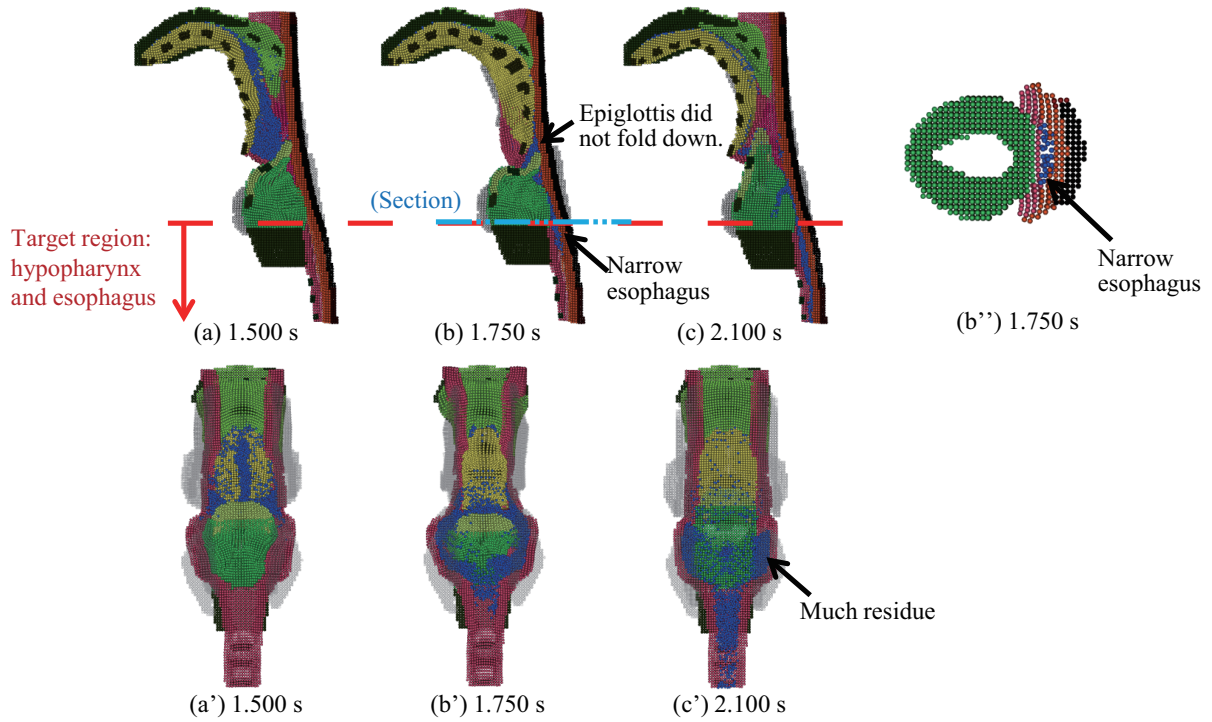 Epiglottis did
not fold down.
(Section)
Target region:
hypopharynx
and esophagus
Narrow
esophagus
Narrow
esophagus
(a) 1.500 s
(b) 1.750 s
(c) 2.100 s
(b'') 1.750 s
Much residue
(a') 1.500 s
(b') 1.750 s
(c') 2.100 s